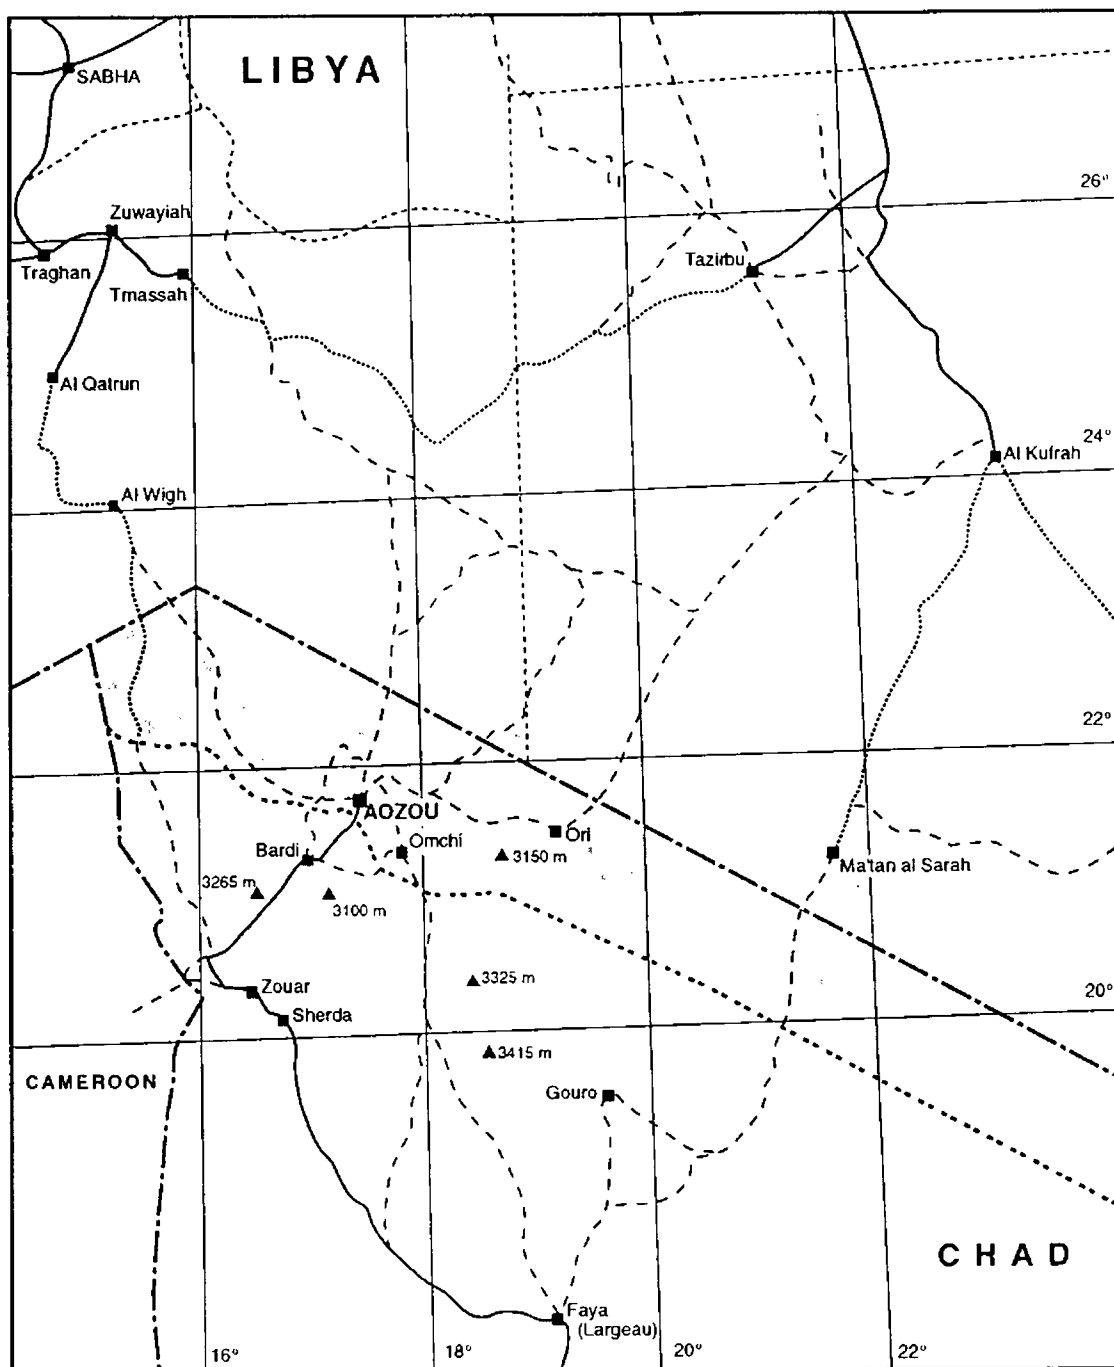 LIBYA
SABHA
26°
Zuwayiah
Traghan
Tmassah
Tazirbu
Al Qatrun
24°
Al Kufrah
Al Wigh
22°
AOZOU
Ori
Bardi
Omchi
3150 m
Ma'tan al Sarah
3265 m
3100 m
Zouar
3325 m
20°
Sherda
3415 m
CAMEROON
Gouro
CHAD
Faya
(Largeau)
16°
18°
20°
22°